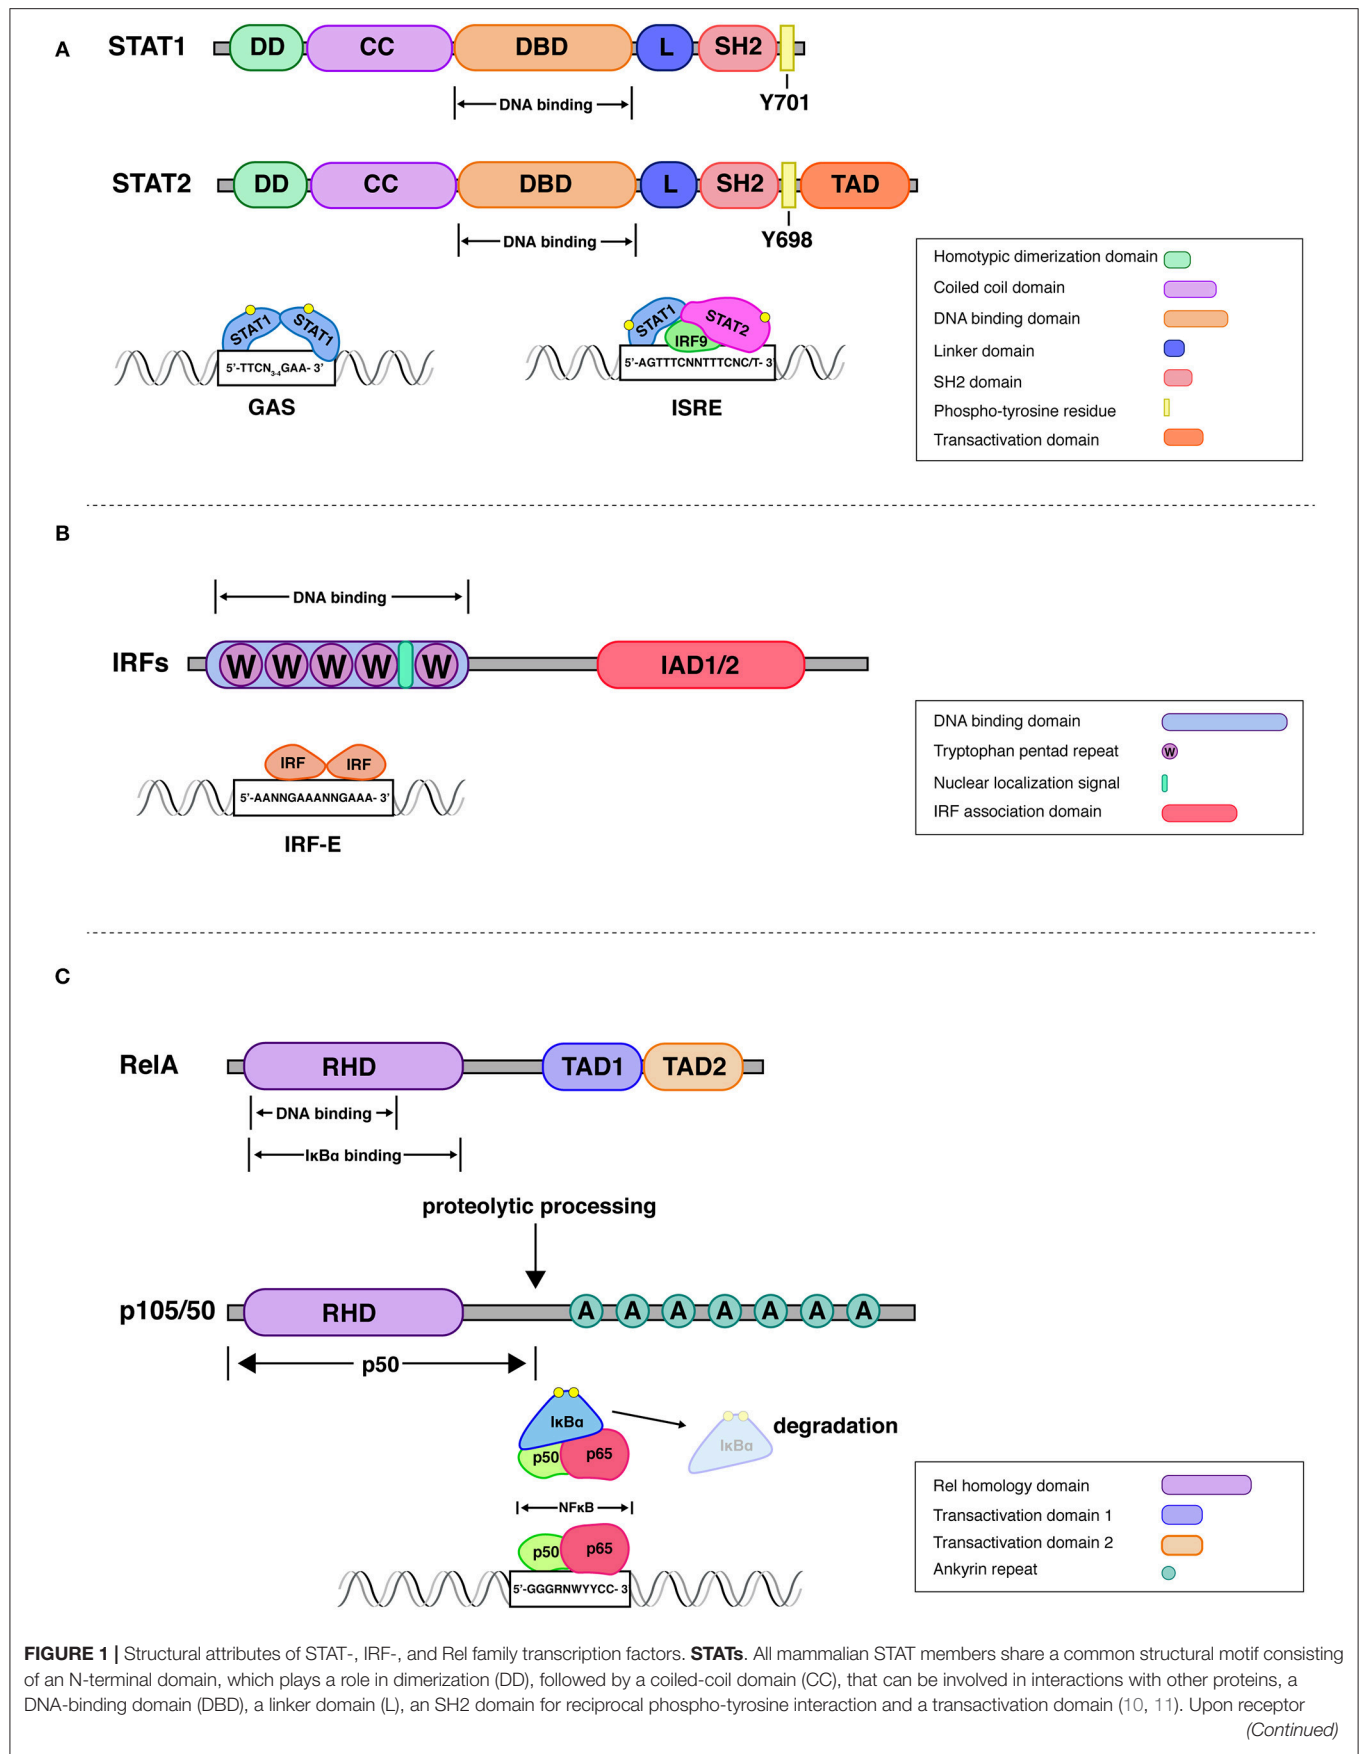 A
STAT1
DD
CC
DBD
L
SH2
DNA binding
Y701
STAT2
DD
CC
DBD
L
SH2
TAD
DNA binding
Y698
STAT1
STAT1
5'-TTCN3-4GAA- 3'
GAS
STAT1
STAT2
IRF9
5'-AGTTTCNNTTTCNC/T- 3'
ISRE
Homotypic dimerization domain
Coiled coil domain
DNA binding domain
Linker domain
SH2 domain
Phospho-tyrosine residue
Transactivation domain
B
DNA binding
IRFs
W W W W W
IAD1/2
IRF
IRF
5'-AANNGAAANNGAAA- 3'
IRF-E
DNA binding domain
Tryptophan pentad repeat
W
Nuclear localization signal
IRF association domain
C
RelA
RHD
TAD1
TAD2
DNA binding
IκBα binding
proteolytic processing
p105/50
RHD
A A A A A A A
p50
IκBα
p50
p65
IκBα
degradation
NFκB
p50
p65
5'-GGGRNWYYCC- 3'
Rel homology domain
Transactivation domain 1
Transactivation domain 2
Ankyrin repeat
FIGURE 1 | Structural attributes of STAT-, IRF-, and Rel family transcription factors. STATs. All mammalian STAT members share a common structural motif consisting
of an N-terminal domain, which plays a role in dimerization (DD), followed by a coiled-coil domain (CC), that can be involved in interactions with other proteins, a
DNA-binding domain (DBD), a linker domain (L), an SH2 domain for reciprocal phospho-tyrosine interaction and a transactivation domain (10, 11). Upon receptor
(Continued)